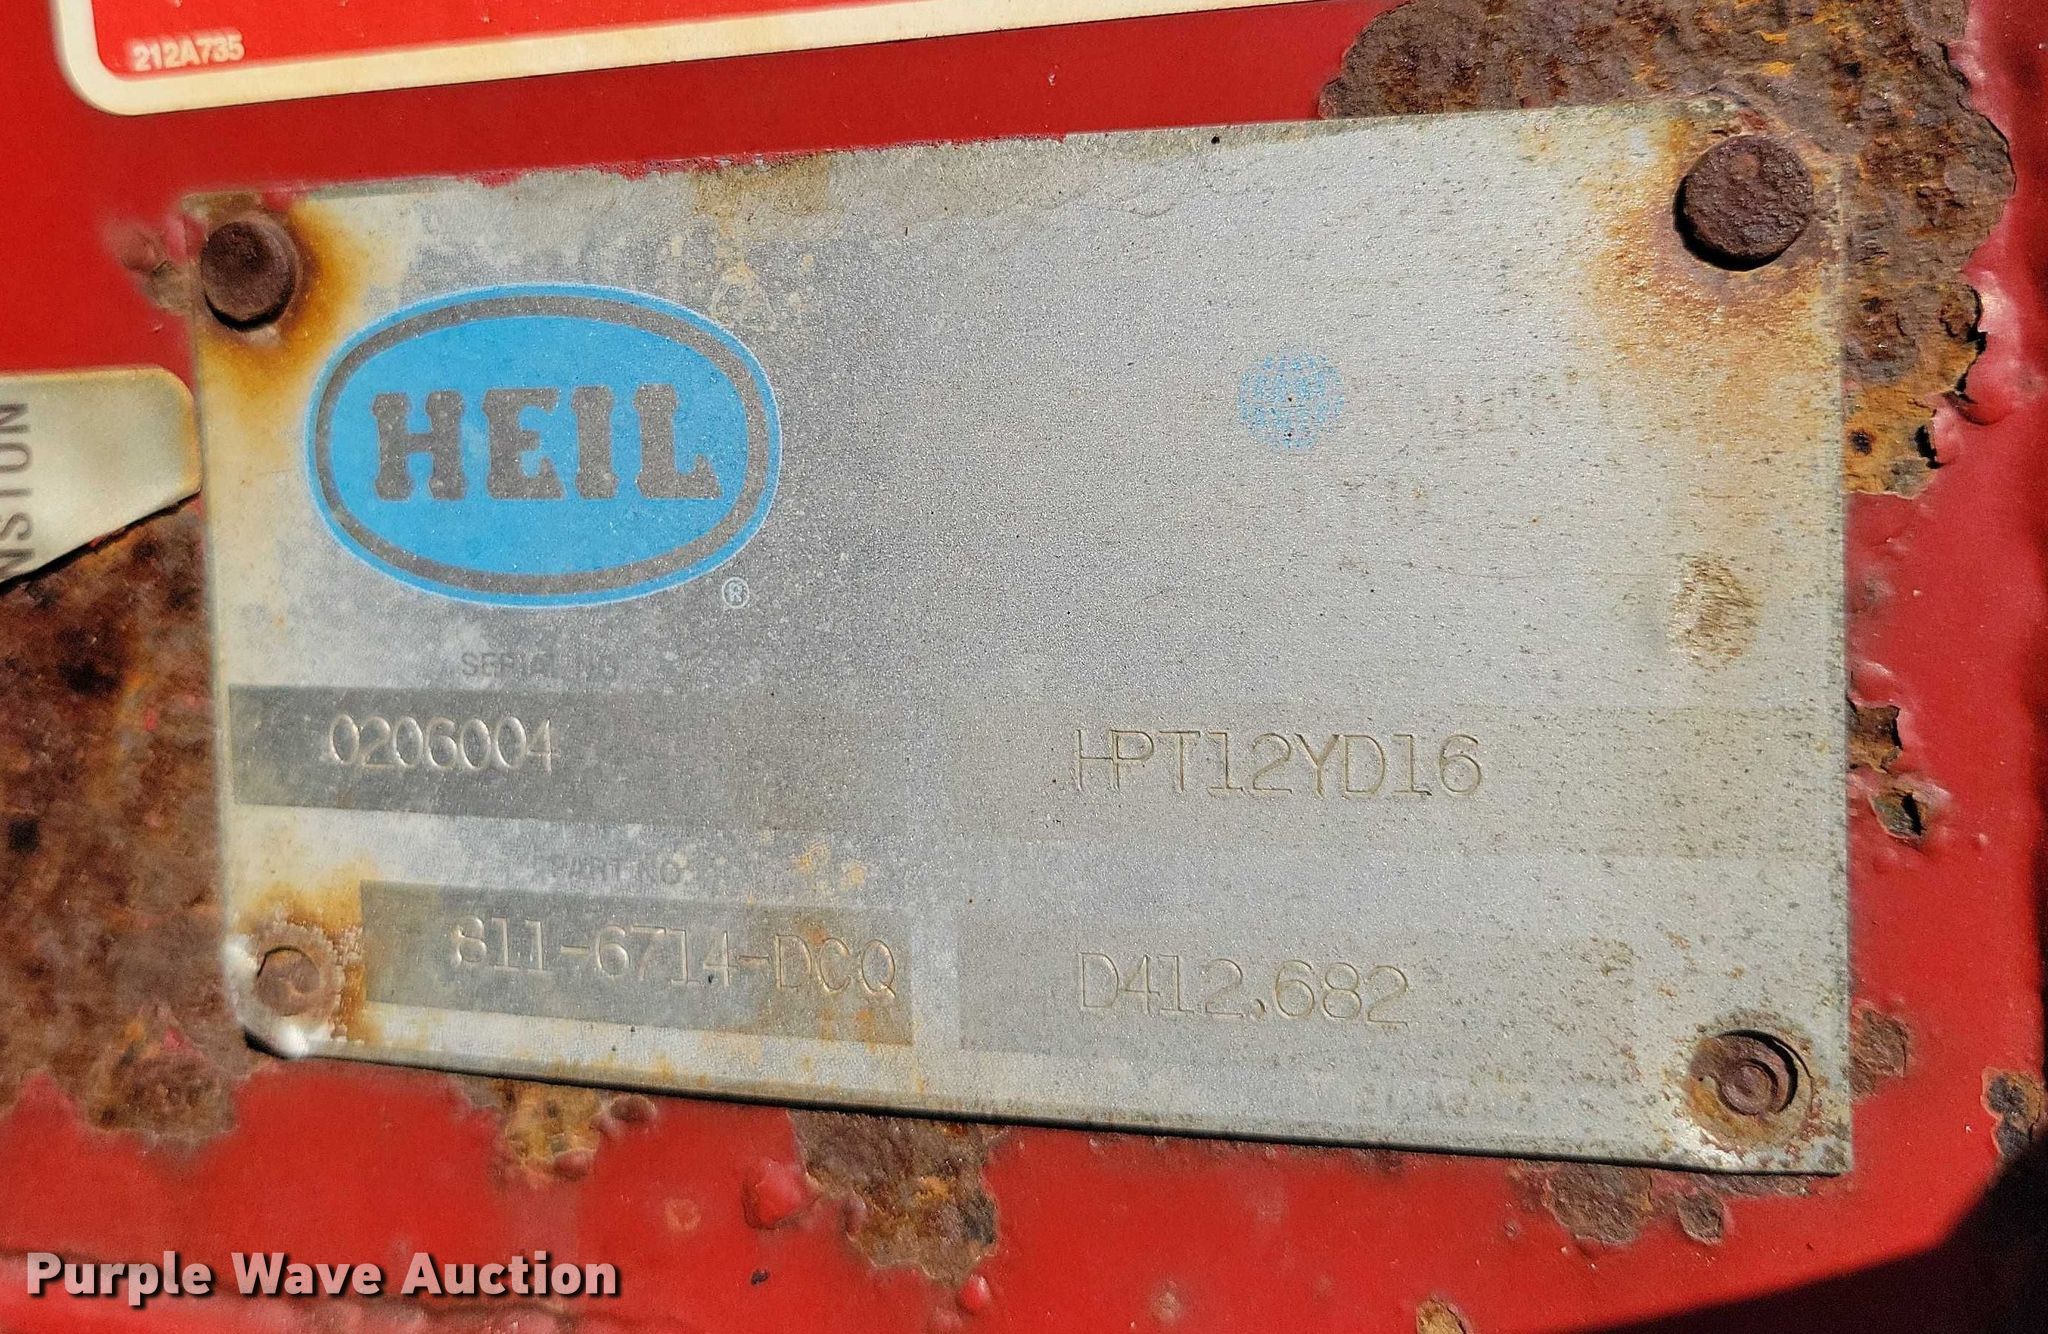 212A735
HEIL
®
SERIAL NO
0206004
HPT12YD16
PART NO
811-6714-DCQ
D412.682
Purple Wave Auction